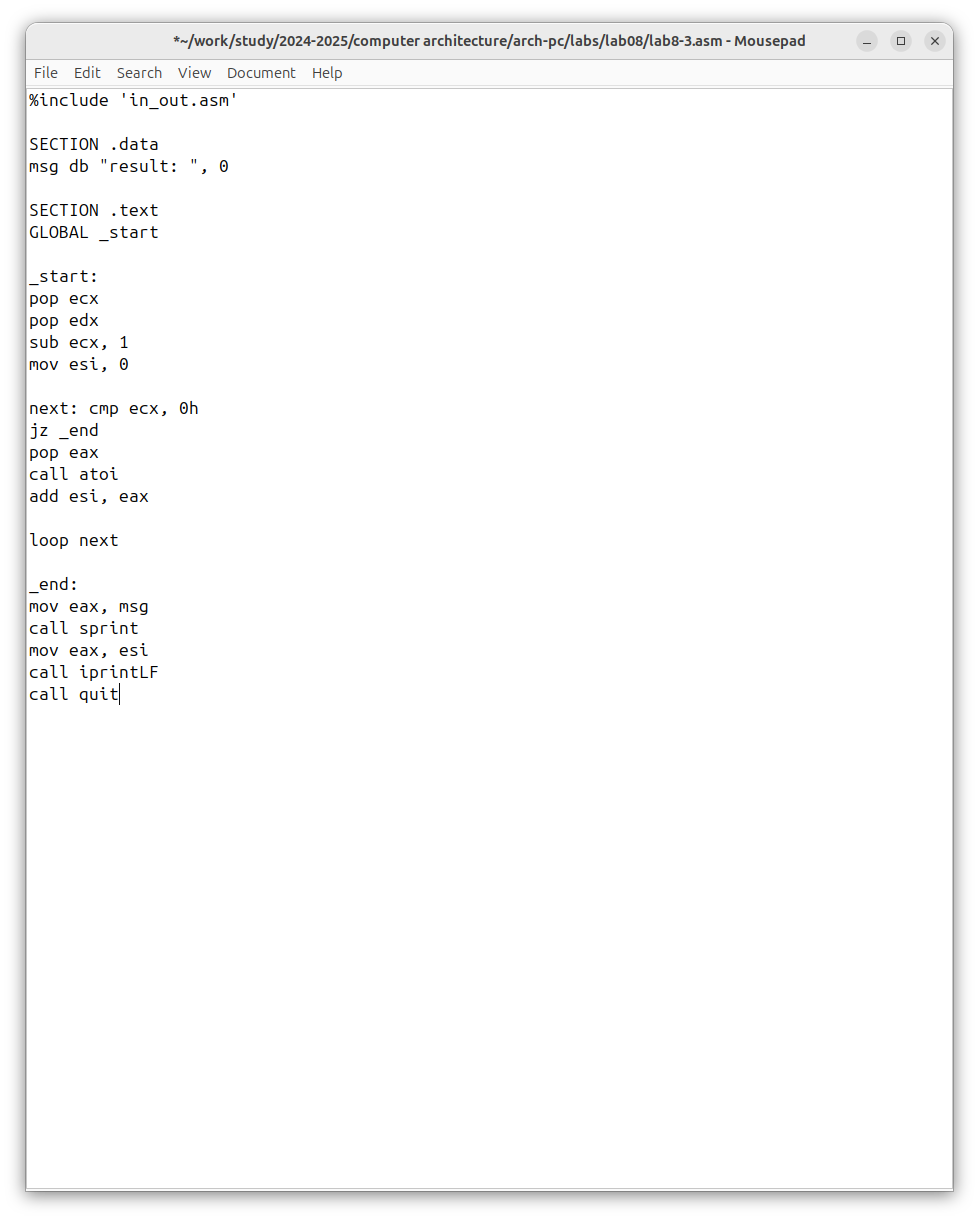 *~/work/study/2024-2025/computer architecture/arch-pc/labs/lab08/lab8-3.asm - Mousepad
File Edit Search View Document Help
%include 'in_out.asm'
SECTION .data
msg db "result: ", 0
SECTION .text
GLOBAL _start
_start:
pop ecx
pop edx
sub ecx, 1
mov esi, 0
next: cmp ecx, 0h
jz _end
pop eax
call atoi
add esi, eax
loop next
_end:
mov eax, msg
call sprint
mov eax, esi
call iprintLF
call quit